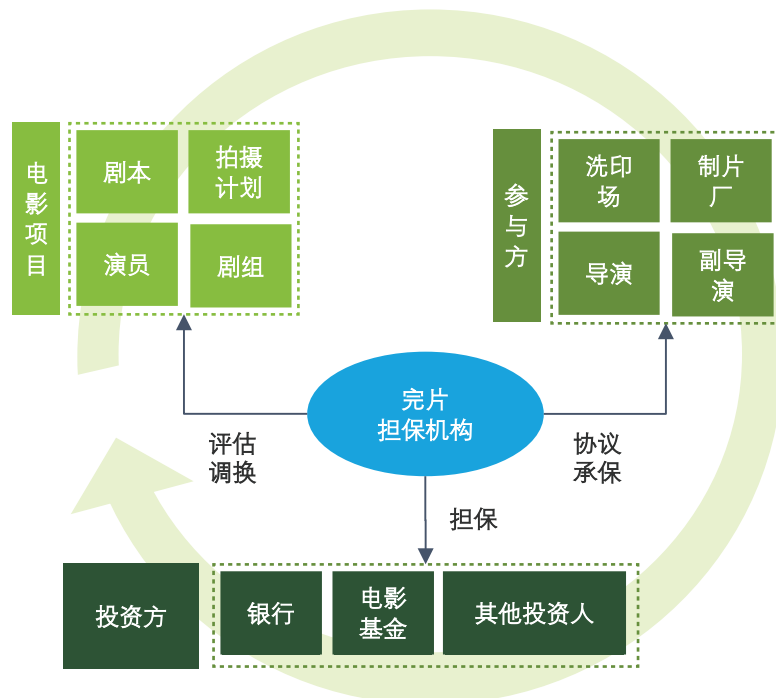 电
影
项
目
剧本
拍摄
计划
演员
剧组
参
与
方
洗印
场
制片
厂
导演
副导
演
完片
担保机构
评估
调换
协议
承保
担保
投资方
银行
电影
基金
其他投资人